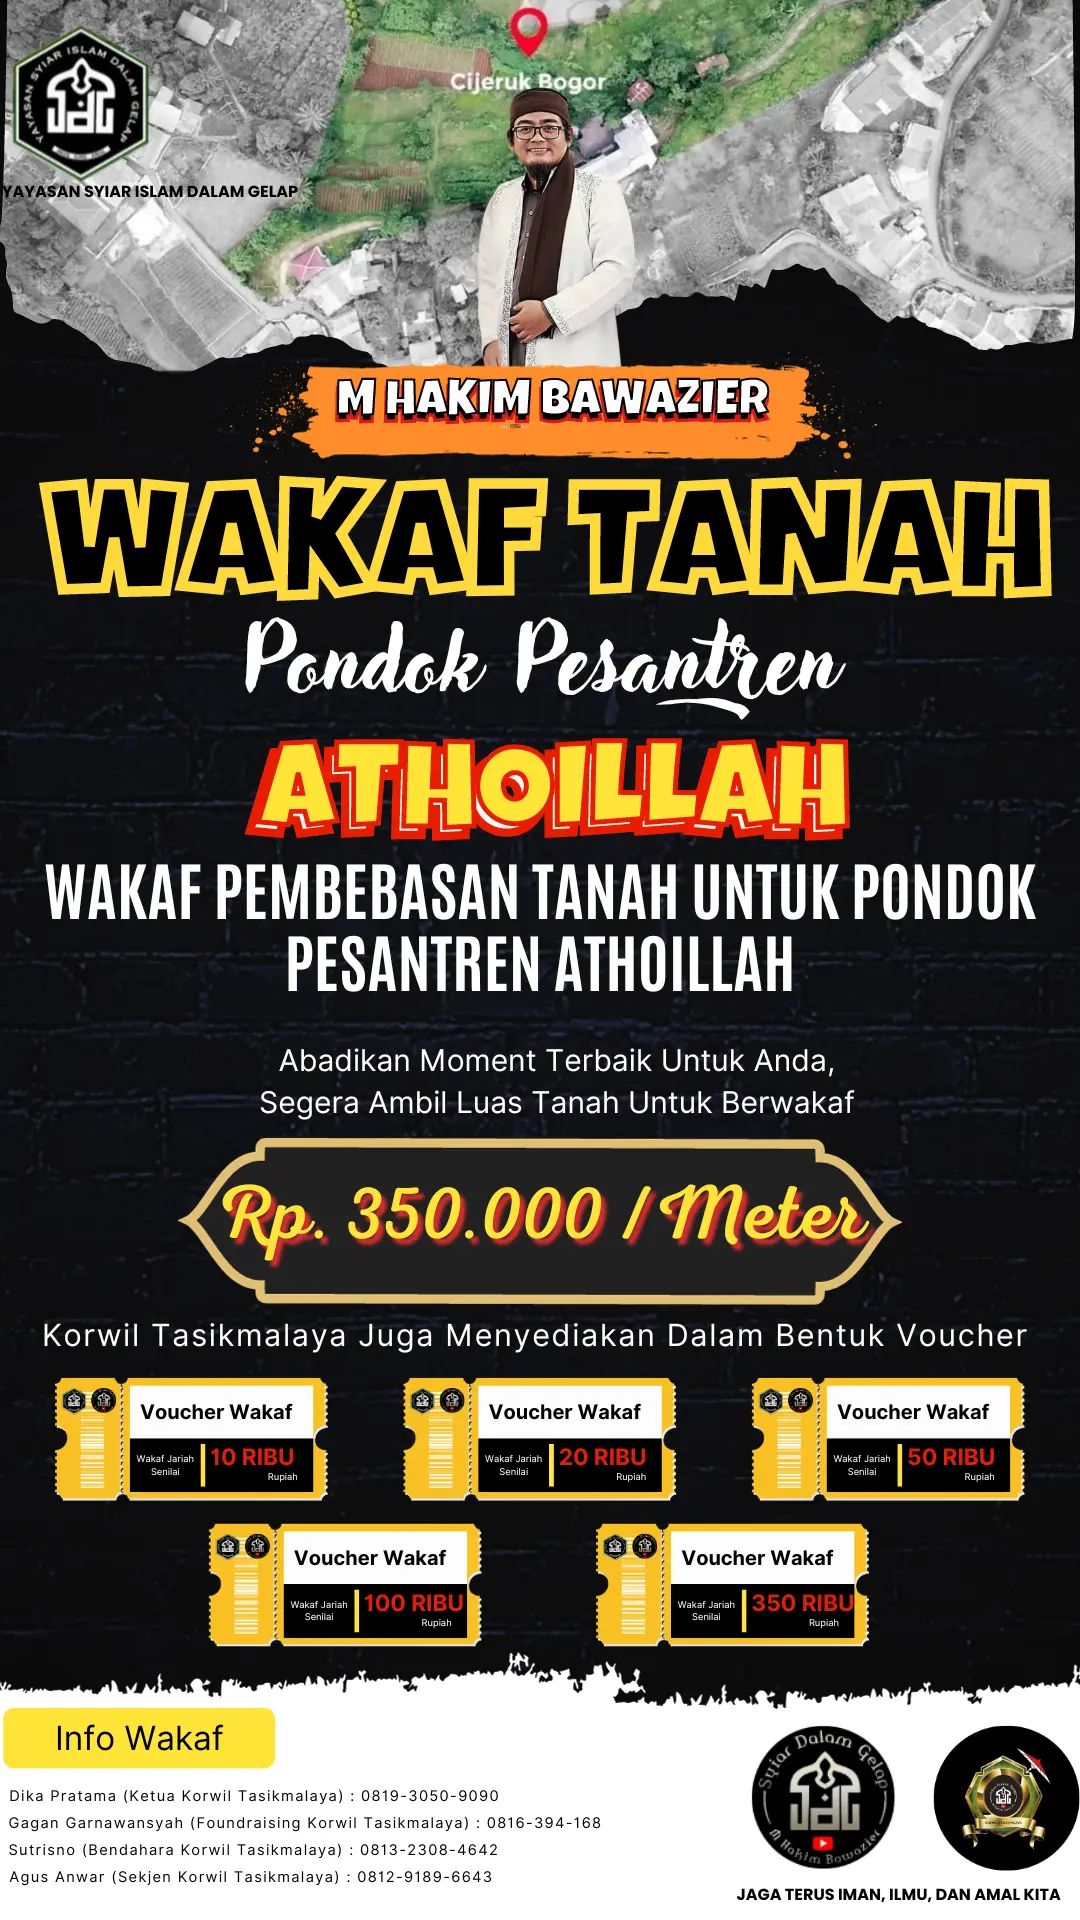 Cijeruk Bogor
YAYASAN SYIAR ISLAM DALAM GELAP
YAYASAN SYIAR ISLAM DALAM GELAP
M HAKIM BAWAZIER
WAKAF TANAH
Pondok Pesantren
ATHOILLAH
WAKAF PEMBEBASAN TANAH UNTUK PONDOK
PESANTREN ATHOILLAH
Abadikan Moment Terbaik Untuk Anda,
Segera Ambil Luas Tanah Untuk Berwakaf
Rp. 350.000 / Meter
Korwil Tasikmalaya Juga Menyediakan Dalam Bentuk Voucher
Voucher Wakaf
Wakaf Jariah
Senilai
10 RIBU
Rupiah
Voucher Wakaf
Wakaf Jariah
Senilai
20 RIBU
Rupiah
Voucher Wakaf
Wakaf Jariah
Senilai
50 RIBU
Rupiah
Voucher Wakaf
Wakaf Jariah
Senilai
100 RIBU
Rupiah
Voucher Wakaf
Wakaf Jariah
Senilai
350 RIBU
Rupiah
Info Wakaf
Dika Pratama (Ketua Korwil Tasikmalaya) : 0819-3050-9090
Gagan Garnawansyah (Foundraising Korwil Tasikmalaya) : 0816-394-168
Sutrisno (Bendahara Korwil Tasikmalaya) : 0813-2308-4642
Agus Anwar (Sekjen Korwil Tasikmalaya) : 0812-9189-6643
Syiar Dalam Gelap
M Hakim Bawazier
JAGA TERUS IMAN, ILMU, DAN AMAL KITA